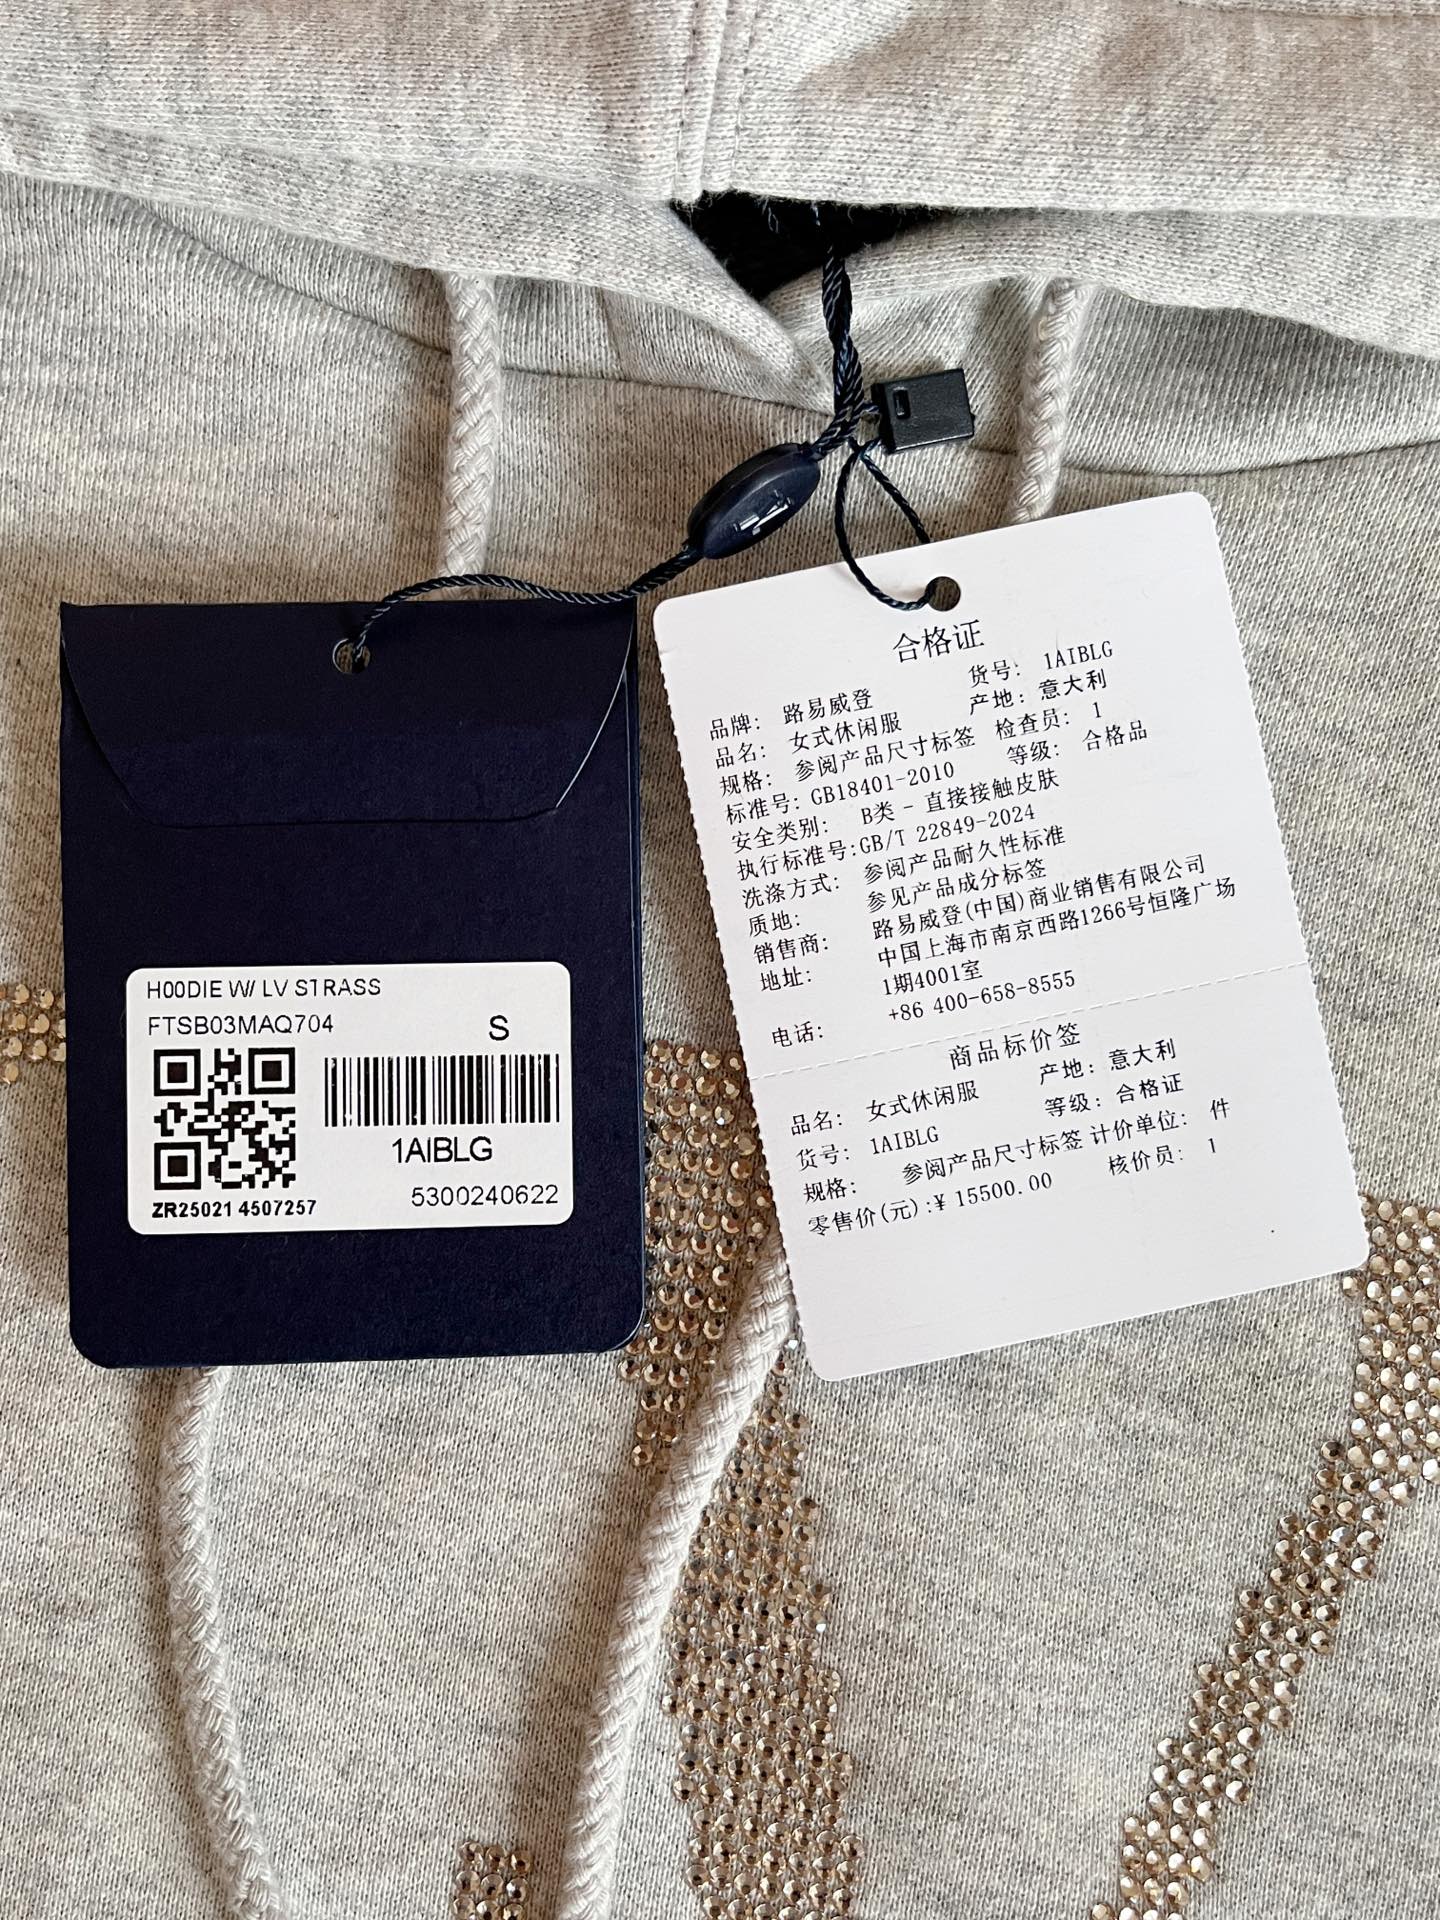 H00DIE W/ LV STRASS
FTSB03MAQ704
S
1AIBLG
ZR25021 4507257
5300240622
合格证
货号: 1AIBLG
品牌: 路易威登
产地: 意大利
品名: 女式休闲服
检查员: 1
规格: 参阅产品尺寸标签
等级: 合格品
标准号: GB18401-2010
安全类别: B类 - 直接接触皮肤
执行标准号:GB/T 22849-2024
洗涤方式: 参阅产品耐久性标准
质地: 参见产品成分标签
销售商: 路易威登(中国)商业销售有限公司
地址: 中国上海市南京西路1266号恒隆广场
1期4001室
电话: +86 400-658-8555
商品标价签
品名: 女式休闲服 产地: 意大利
货号: 1AIBLG 等级: 合格证
规格: 参阅产品尺寸标签 计价单位: 件
零售价(元):¥ 15500.00 核价员: 1